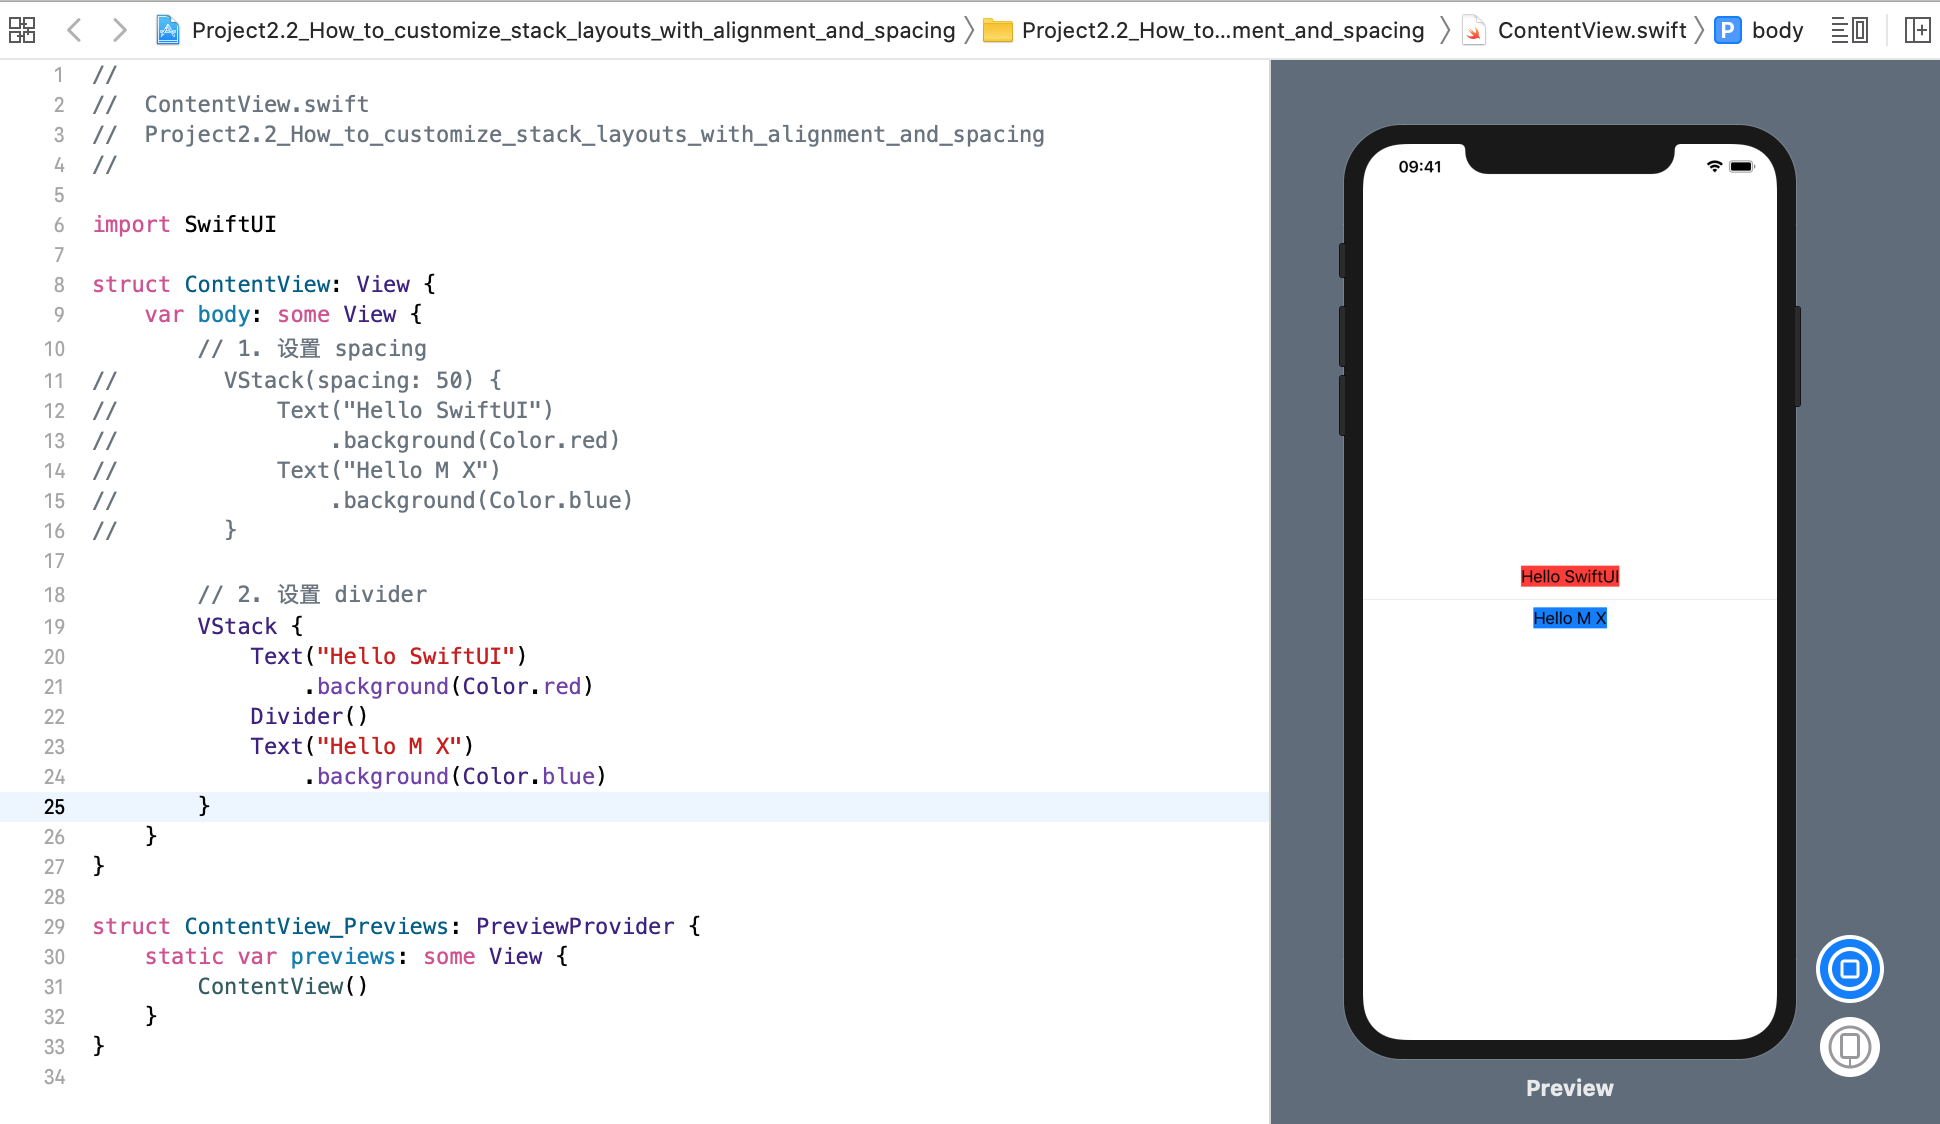 Project2.2_How_to_customize_stack_layouts_with_alignment_and_spacing Project2.2_How_to...ment_and_spacing ContentView.swift P body
1 //
2 //  ContentView.swift
3 //  Project2.2_How_to_customize_stack_layouts_with_alignment_and_spacing
4 //
5
6 import SwiftUI
7
8 struct ContentView: View {
9     var body: some View {
10         // 1. 设置 spacing
11 //        VStack(spacing: 50) {
12 //            Text("Hello SwiftUI")
13 //                .background(Color.red)
14 //            Text("Hello M X")
15 //                .background(Color.blue)
16 //        }
17
18         // 2. 设置 divider
19         VStack {
20             Text("Hello SwiftUI")
21                 .background(Color.red)
22             Divider()
23             Text("Hello M X")
24                 .background(Color.blue)
25         }
26     }
27 }
28
29 struct ContentView_Previews: PreviewProvider {
30     static var previews: some View {
31         ContentView()
32     }
33 }
34
09:41
Hello SwiftUI
Hello M X
Preview